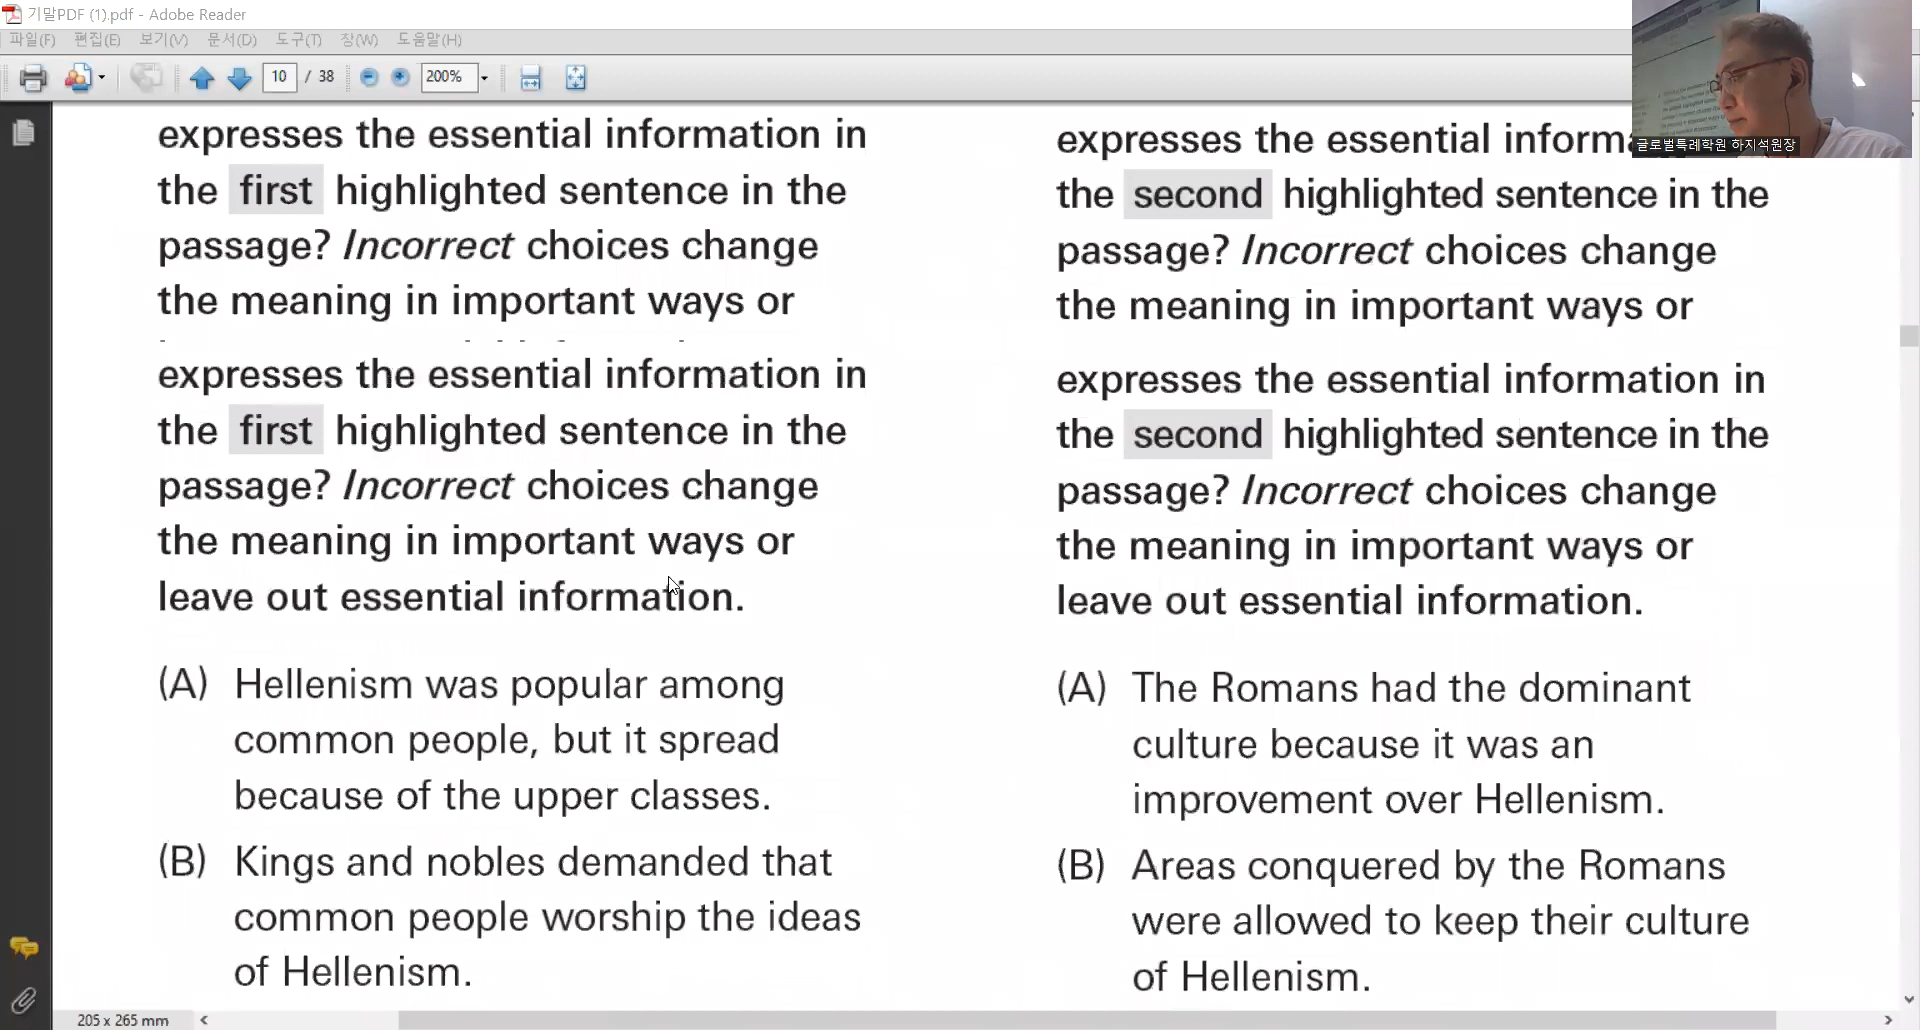 기말PDF (1).pdf - Adobe Reader
파일(F) 편집(E) 보기(V) 문서(D) 도구(T) 창(W) 도움말(H)
10 / 38 200%
글로벌특례학원 하지석원장
expresses the essential information in
the first highlighted sentence in the
passage? Incorrect choices change
the meaning in important ways or
expresses the essential information in
the first highlighted sentence in the
passage? Incorrect choices change
the meaning in important ways or
leave out essential information.
(A) Hellenism was popular among
common people, but it spread
because of the upper classes.
(B) Kings and nobles demanded that
common people worship the ideas
of Hellenism.
expresses the essential informa
the second highlighted sentence in the
passage? Incorrect choices change
the meaning in important ways or
expresses the essential information in
the second highlighted sentence in the
passage? Incorrect choices change
the meaning in important ways or
leave out essential information.
(A) The Romans had the dominant
culture because it was an
improvement over Hellenism.
(B) Areas conquered by the Romans
were allowed to keep their culture
of Hellenism.
205 x 265 mm